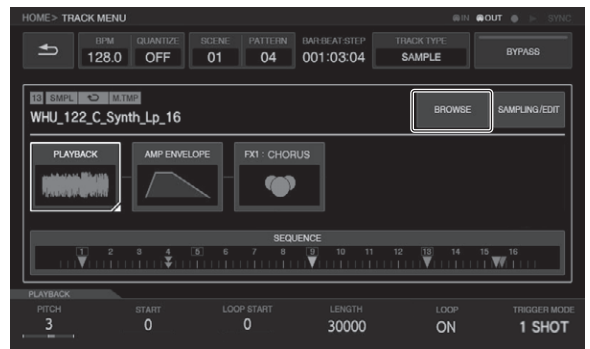 HOME> TRACK MENU
IN OUT SYNC
BPM QUANTIZE SCENE PATTERN BAR:BEAT:STEP TRACK TYPE
128.0 OFF 01 04 001:03:04 SAMPLE BYPASS
13 SMPL M.TMP
WHU_122_C_Synth_Lp_16
BROWSE SAMPLING/EDIT
PLAYBACK AMP ENVELOPE FX1 : CHORUS
SEQUENCE
1 2 3 4 5 6 7 8 9 10 11 12 13 14 15 16
PLAYBACK
PITCH START LOOP START LENGTH LOOP TRIGGER MODE
3 0 0 30000 ON 1 SHOT